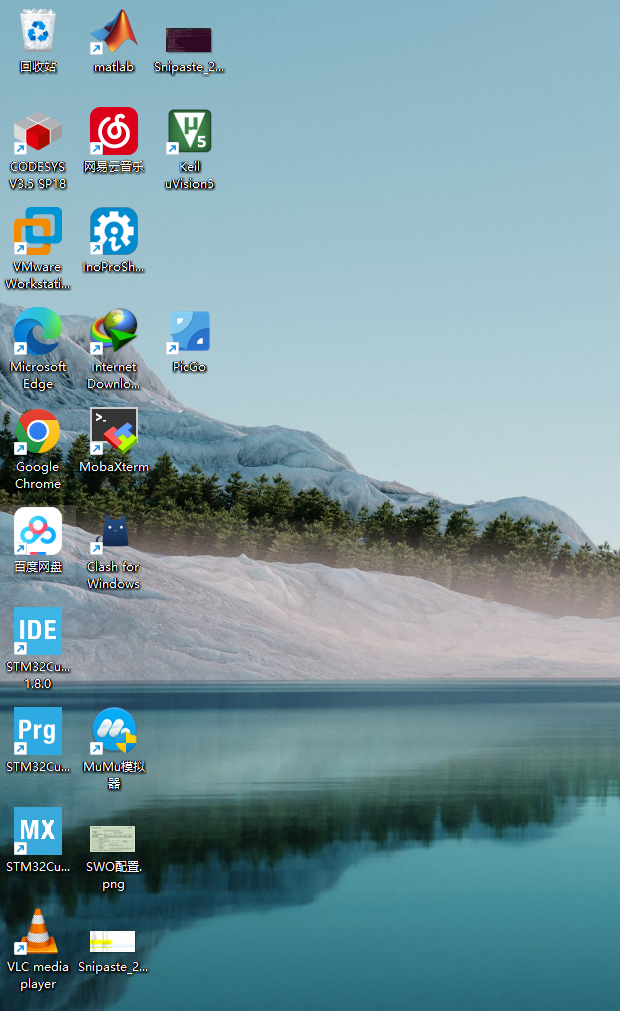 回收站
matlab
Snipaste_2...
CODESYS
V3.5 SP18
网易云音乐
5
Keil
uVision5
VMware
Workstati...
InoProSh...
Microsoft
Edge
Internet
Downlo...
PicGo
Google
Chrome
>_
MobaXterm
百度网盘
Clash for
Windows
IDE
STM32Cu...
1.8.0
Prg
STM32Cu...
MuMu模拟
器
MX
STM32Cu...
SWO配置.
png
VLC media
player
Snipaste_2...